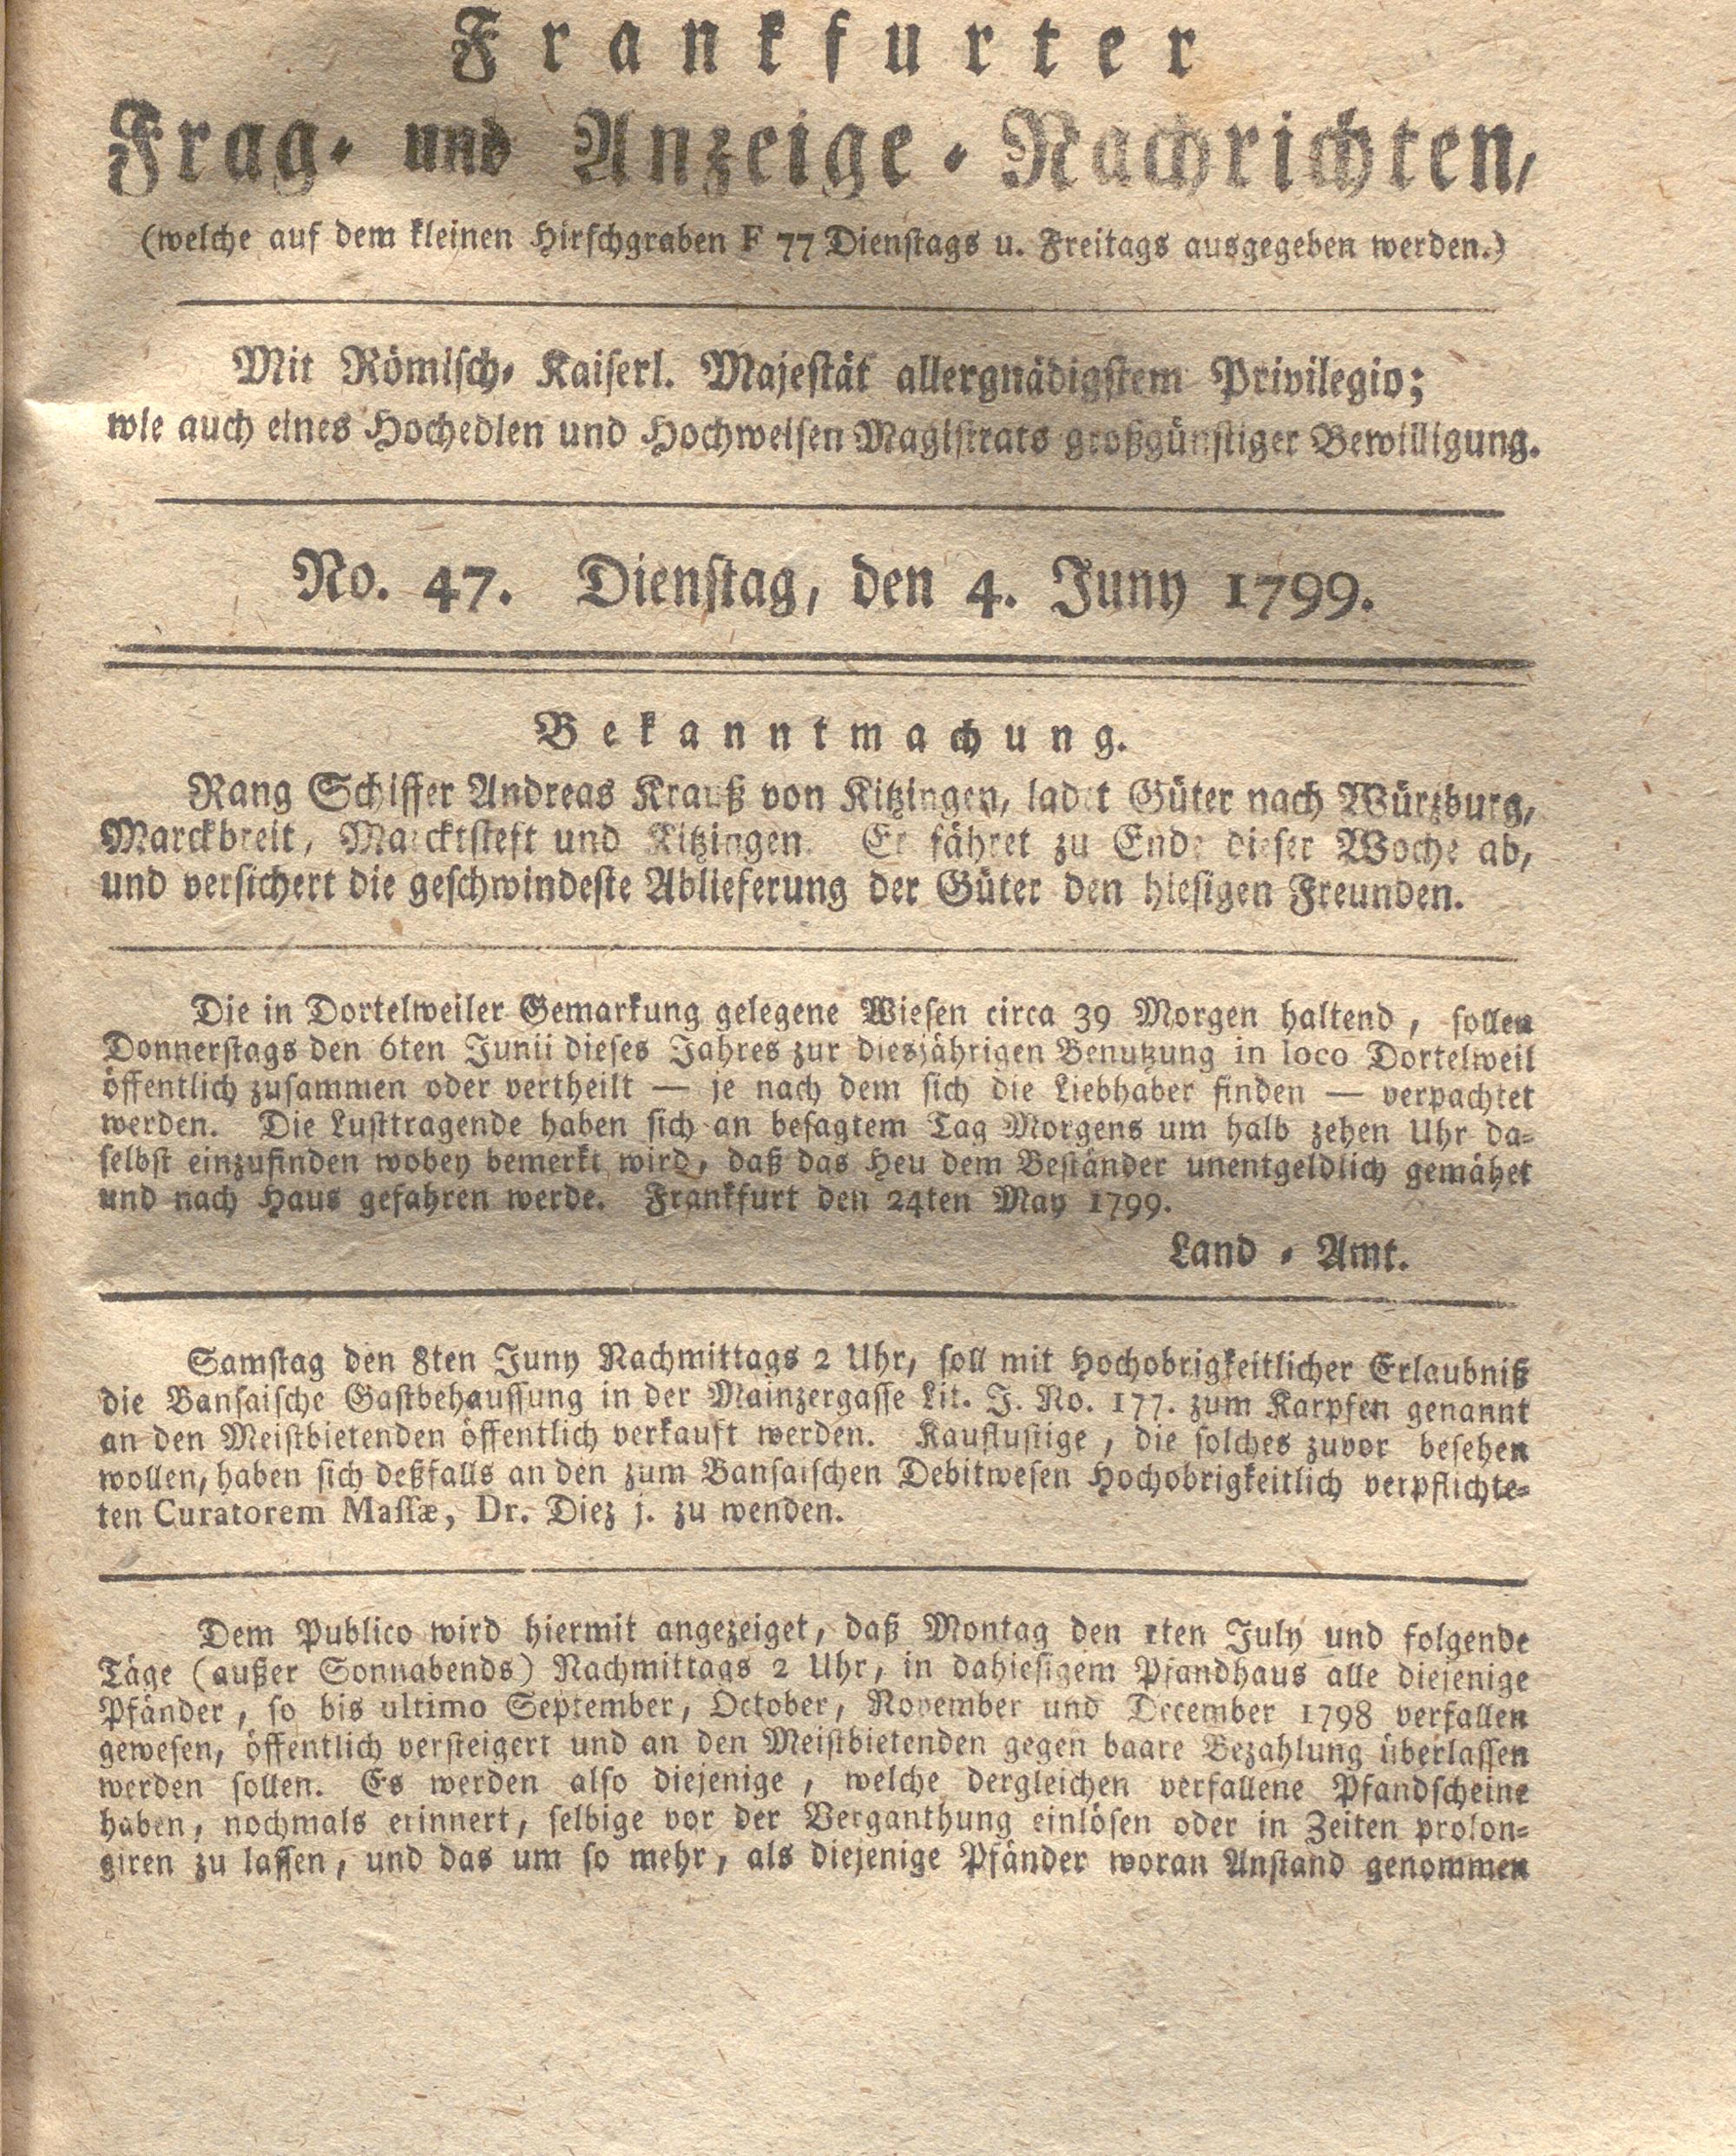 Frankfurter
Frag- und Anzeige-Nachrichten,
(welche auf dem kleinen Hirschgraben F 77 Dienstags u. Freitags ausgegeben werden.)
Mit Römisch-Kaiserl. Majestät allergnädigstem Privilegio;
wie auch eines Hochedlen und Hochweisen Magistrats großgünstiger Bewilligung.
No. 47. Dienstag, den 4. Juny 1799.
Bekanntmachung.
Rang Schiffer Andreas Krauß von Kitzingen, ladet Güter nach Würzburg,
Marckbreit, Marcktsteft und Kitzingen. Er fähret zu Ende dieser Woche ab,
und versichert die geschwindeste Ablieferung der Güter den hiesigen Freunden.
Die in Dortelweiler Gemarkung gelegene Wiesen circa 39 Morgen haltend, sollen
Donnerstags den 6ten Junii dieses Jahres zur diesjährigen Benutzung in loco Dortelweil
öffentlich zusammen oder vertheilt — je nach dem sich die Liebhaber finden — verpachtet
werden. Die Lusttragende haben sich an besagtem Tag Morgens um halb zehen Uhr da-
selbst einzufinden wobey bemerkt wird, daß das Heu dem Beständer unentgeldlich gemähet
und nach Haus gefahren werde. Frankfurt den 24ten May 1799.
Land-Amt.
Samstag den 8ten Juny Nachmittags 2 Uhr, soll mit Hochobrigkeitlicher Erlaubniß
die Bansaische Gastbehaussung in der Mainzergasse Lit. J. No. 177. zum Karpfen genannt
an den Meistbietenden öffentlich verkauft werden. Kauflustige, die solches zuvor besehen
wollen, haben sich deßfalls an den zum Bansaischen Debitwesen Hochobrigkeitlich verpflichte-
ten Curatorem Massæ, Dr. Diez j. zu wenden.
Dem Publico wird hiermit angezeiget, daß Montag den 1ten July und folgende
Täge (außer Sonnabends) Nachmittags 2 Uhr, in dahiesigem Pfandhaus alle diejenige
Pfänder, so bis ultimo September, October, November und December 1798 verfallen
gewesen, öffentlich versteigert und an den Meistbietenden gegen baare Bezahlung überlassen
werden sollen. Es werden also diejenige, welche dergleichen verfallene Pfandscheine
haben, nochmals erinnert, selbige vor der Verganthung einlösen oder in Zeiten prolon-
giren zu lassen, und das um so mehr, als diejenige Pfänder woran Anstand genommen